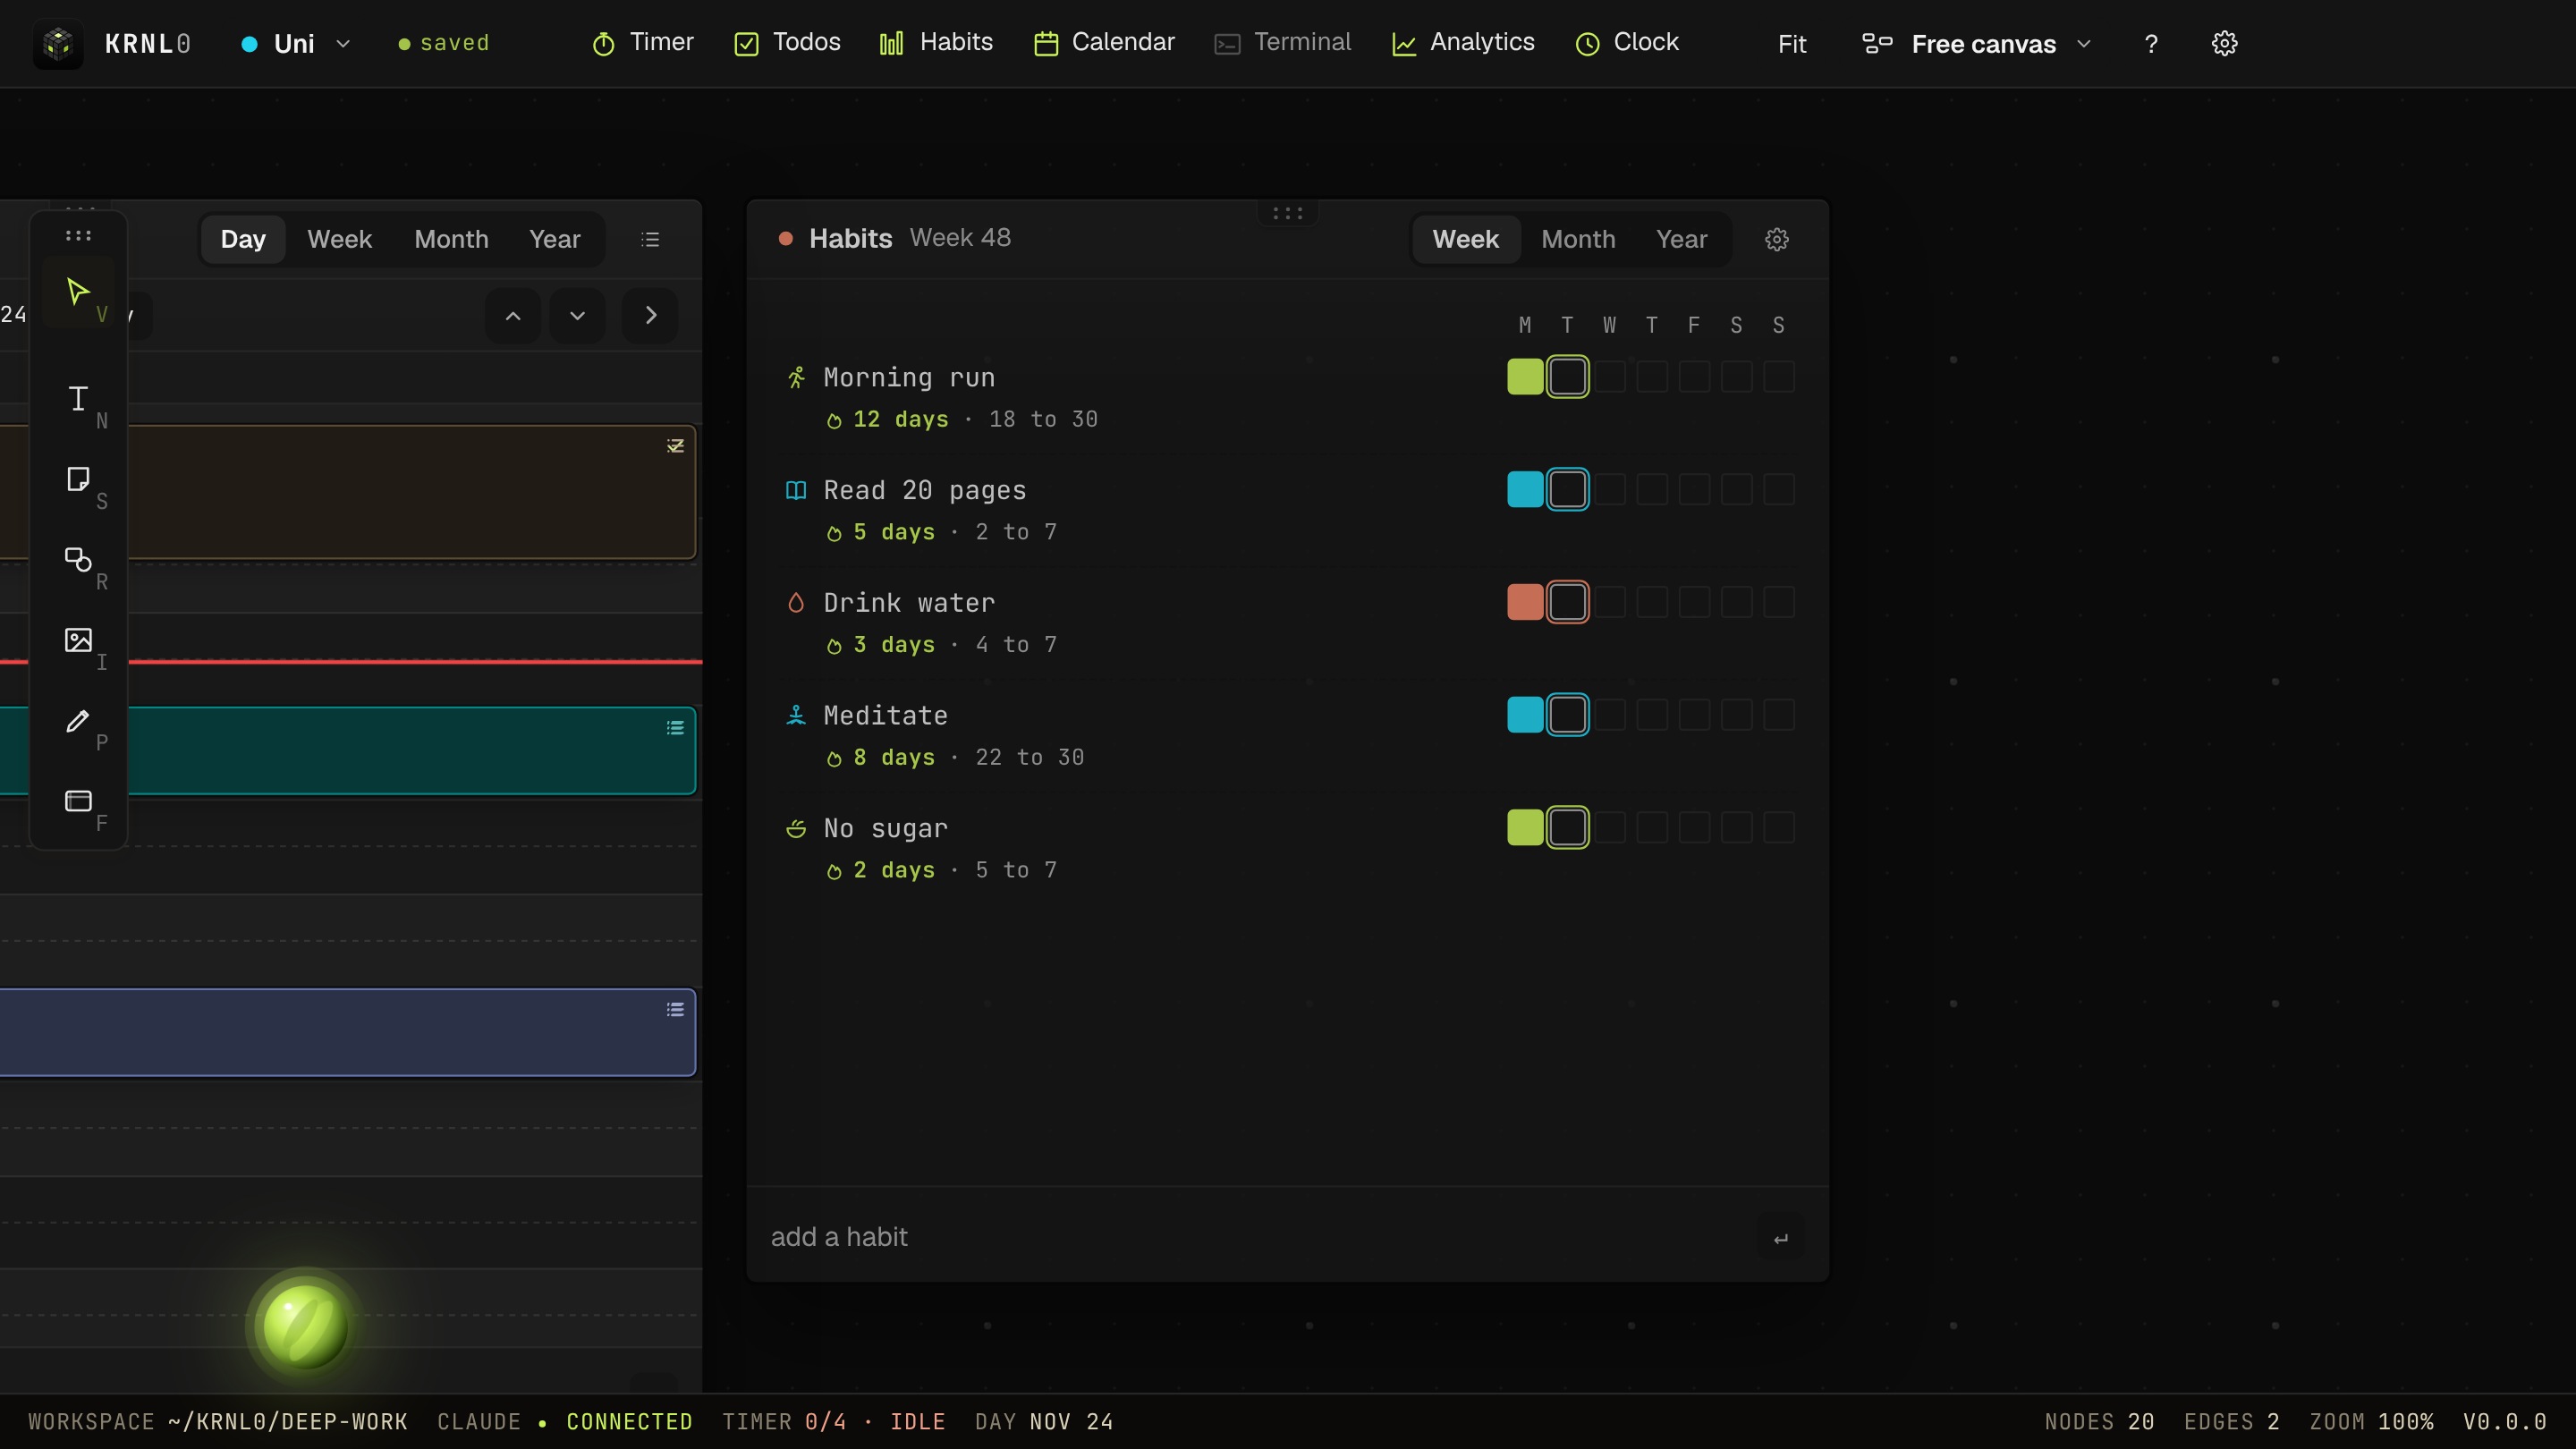 KRNL0 Uni saved Timer Todos Habits Calendar Terminal Analytics Clock Fit Free canvas ?
Day Week Month Year
24
V
N
S
R
I
P
F
Habits Week 48 Week Month Year
M T W T F S S
Morning run
12 days · 18 to 30
Read 20 pages
5 days · 2 to 7
Drink water
3 days · 4 to 7
Meditate
8 days · 22 to 30
No sugar
2 days · 5 to 7
add a habit
WORKSPACE ~/KRNL0/DEEP-WORK CLAUDE • CONNECTED TIMER 0/4 · IDLE DAY NOV 24 NODES 20 EDGES 2 ZOOM 100% V0.0.0